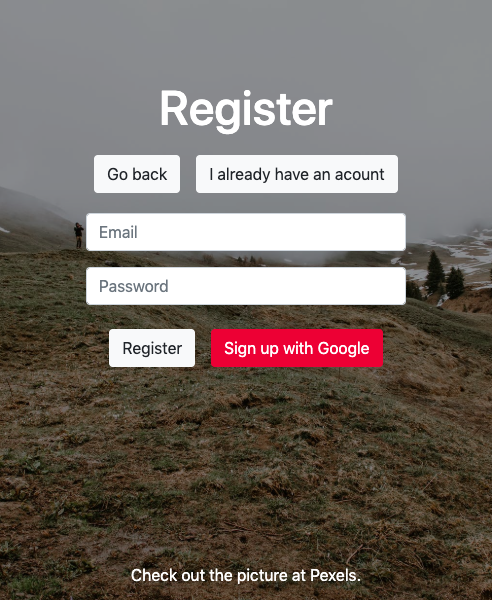 Register
Go back
I already have an acount
Email
Password
Register
Sign up with Google
Check out the picture at Pexels.